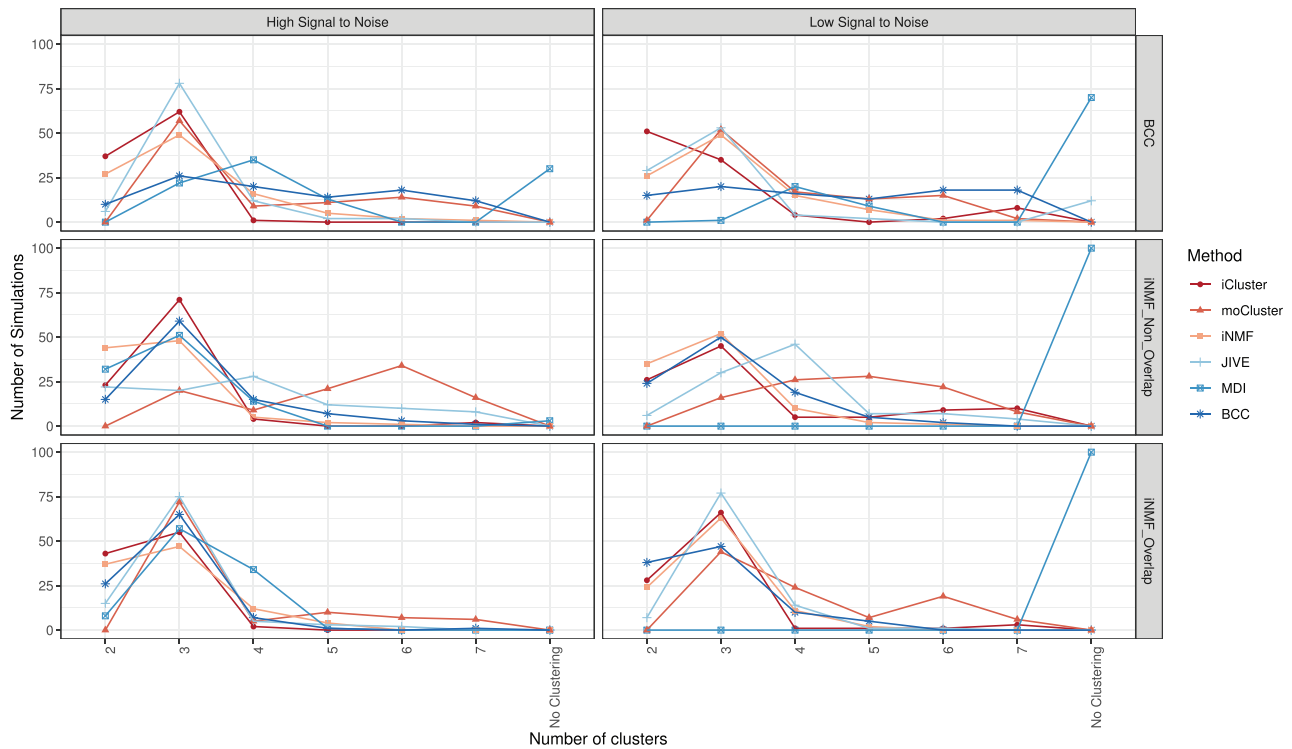 High Signal to Noise
Low Signal to Noise
100
75
50
25
0
BCC
100
75
50
25
0
iNMF_Non_Overlap
100
75
50
25
0
iNMF_Overlap
Number of Simulations
2
3
4
5
6
7
No Clustering
2
3
4
5
6
7
No Clustering
Number of clusters
Method
iCluster
moCluster
iNMF
JIVE
MDI
BCC